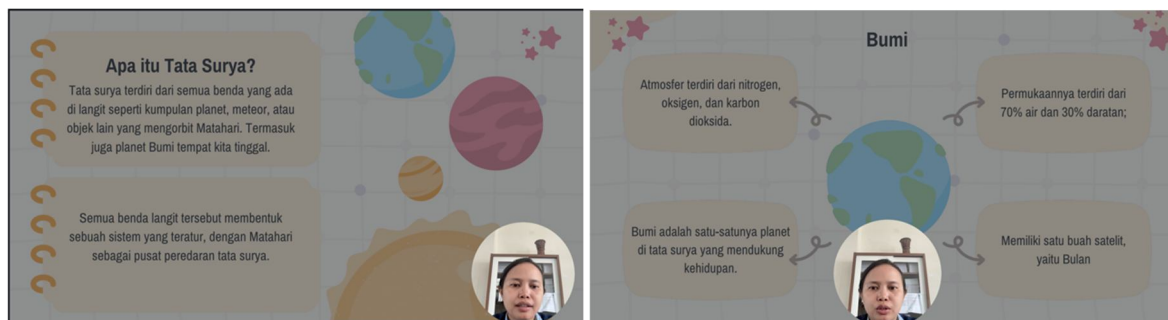 Apa itu Tata Surya?
Tata surya terdiri dari semua benda yang ada
di langit seperti kumpulan planet, meteor, atau
objek lain yang mengorbit Matahari. Termasuk
juga planet Bumi tempat kita tinggal.
Semua benda langit tersebut membentuk
sebuah sistem yang teratur, dengan Matahari
sebagai pusat peredaran tata surya.
Bumi
Atmosfer terdiri dari nitrogen,
oksigen, dan karbon
dioksida.
Permukaannya terdiri dari
70% air dan 30% daratan;
Bumi adalah satu-satunya planet
di tata surya yang mendukung
kehidupan.
Memiliki satu buah satelit,
yaitu Bulan